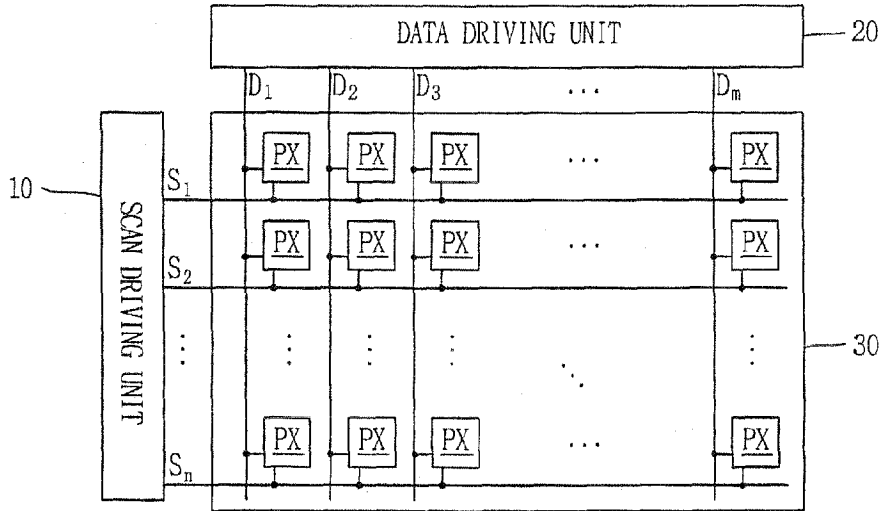 DATA DRIVING UNIT
20
D1 D2 D3 ... Dm
10
SCAN DRIVING UNIT
PX PX PX ... PX
S1
PX PX PX ... PX
S2
30
PX PX PX ... PX
Sn